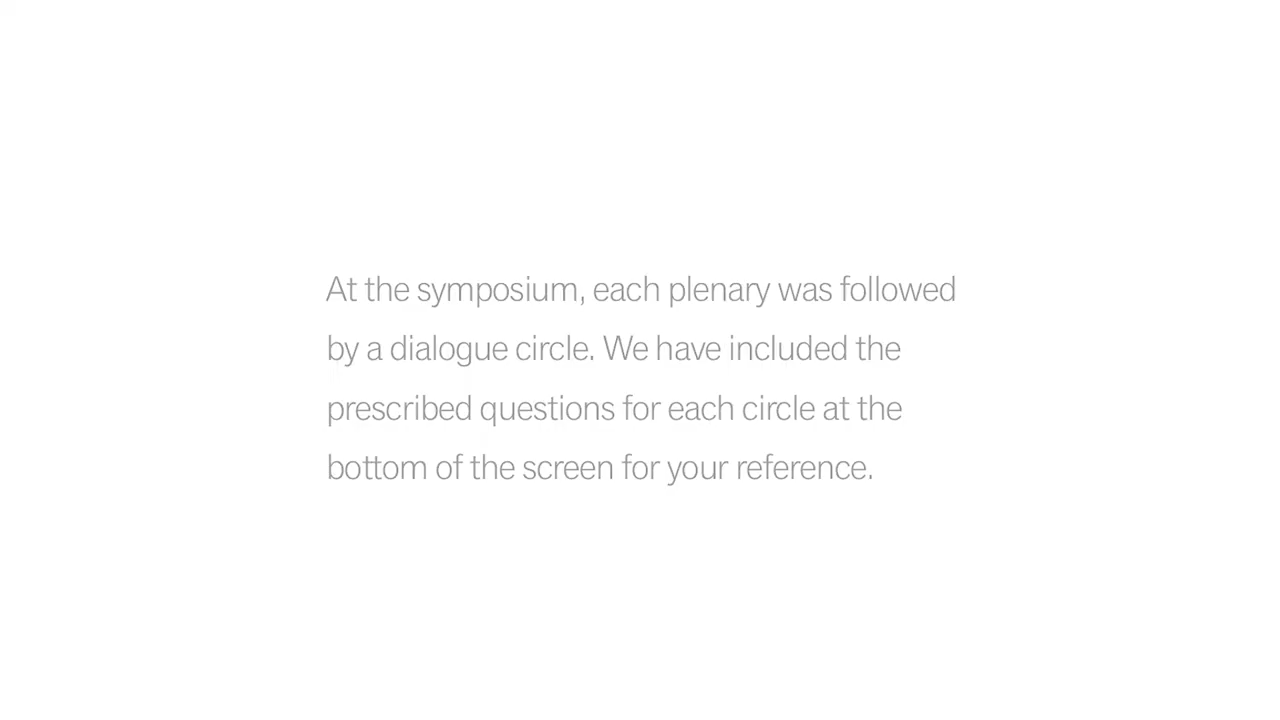 At the symposium, each plenary was followed
by a dialogue circle. We have included the
prescribed questions for each circle at the
bottom of the screen for your reference.